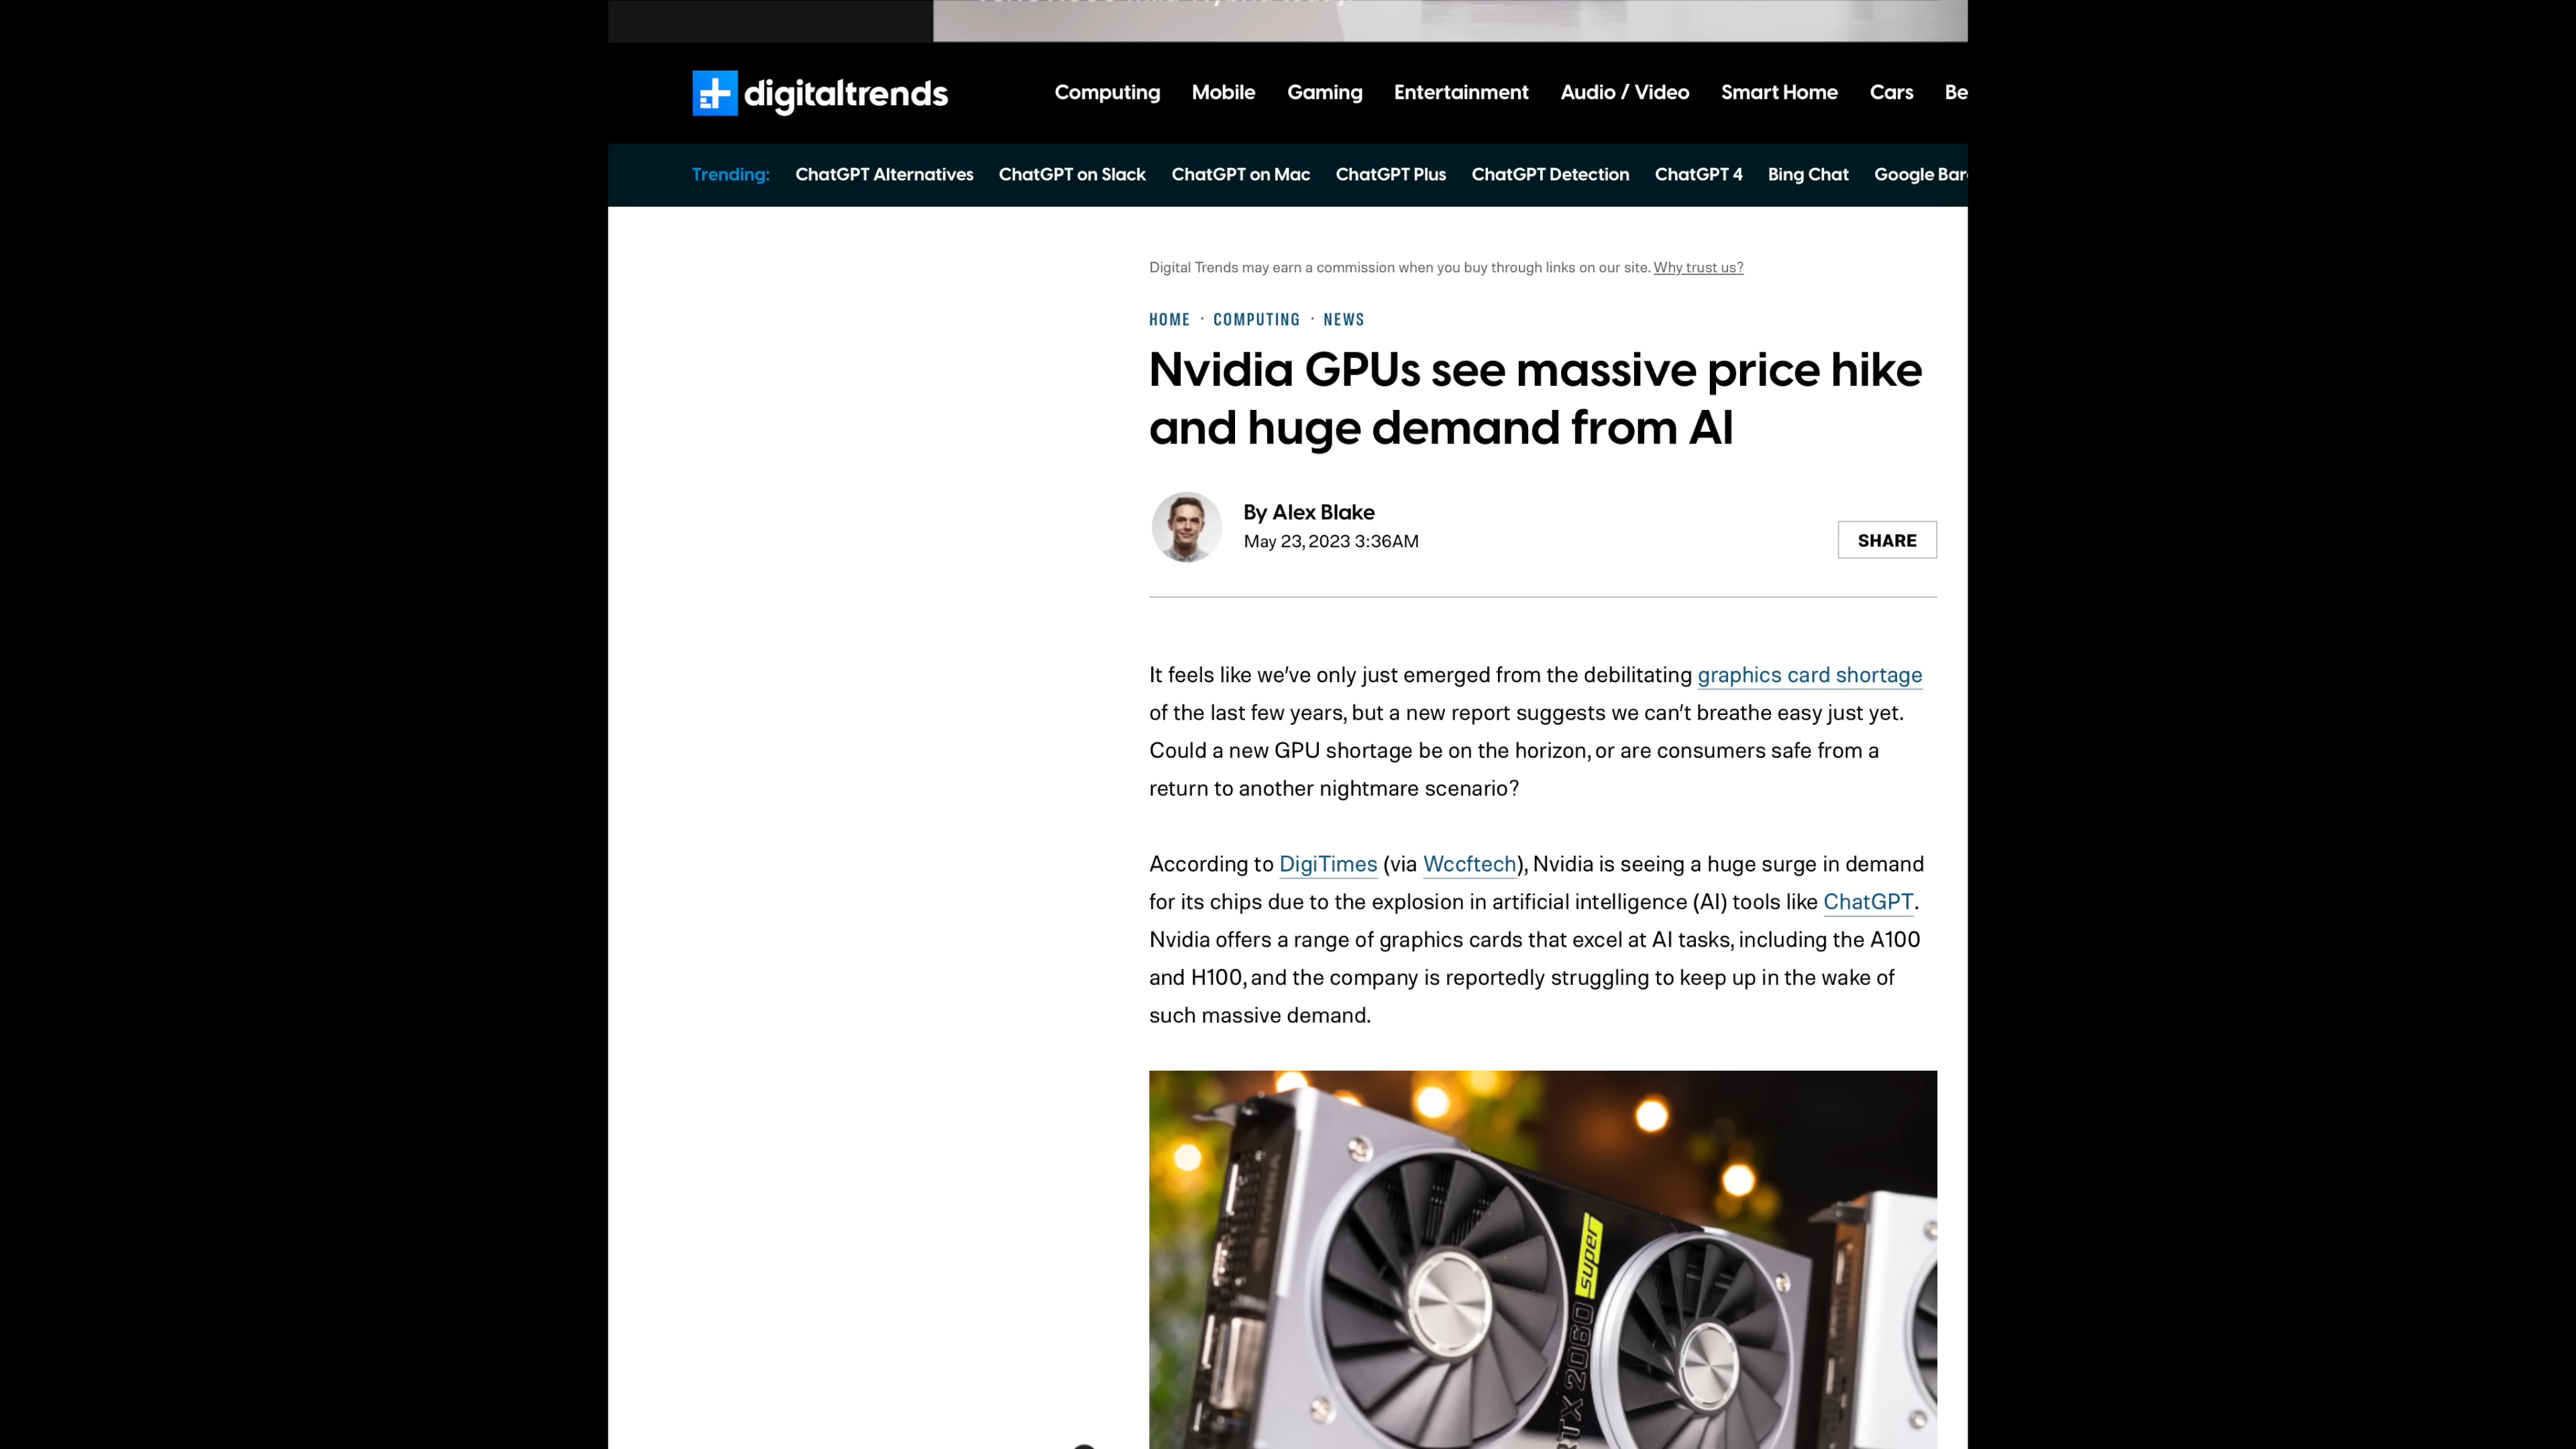 digitaltrends
Computing Mobile Gaming Entertainment Audio / Video Smart Home Cars Be
Trending: ChatGPT Alternatives ChatGPT on Slack ChatGPT on Mac ChatGPT Plus ChatGPT Detection ChatGPT 4 Bing Chat Google Bar
Digital Trends may earn a commission when you buy through links on our site. Why trust us?
HOME · COMPUTING · NEWS
Nvidia GPUs see massive price hike
and huge demand from AI
By Alex Blake
May 23, 2023 3:36AM
SHARE
It feels like we've only just emerged from the debilitating graphics card shortage
of the last few years, but a new report suggests we can't breathe easy just yet.
Could a new GPU shortage be on the horizon, or are consumers safe from a
return to another nightmare scenario?
According to DigiTimes (via Wccftech), Nvidia is seeing a huge surge in demand
for its chips due to the explosion in artificial intelligence (AI) tools like ChatGPT.
Nvidia offers a range of graphics cards that excel at AI tasks, including the A100
and H100, and the company is reportedly struggling to keep up in the wake of
such massive demand.
RTX 2060 SUPER